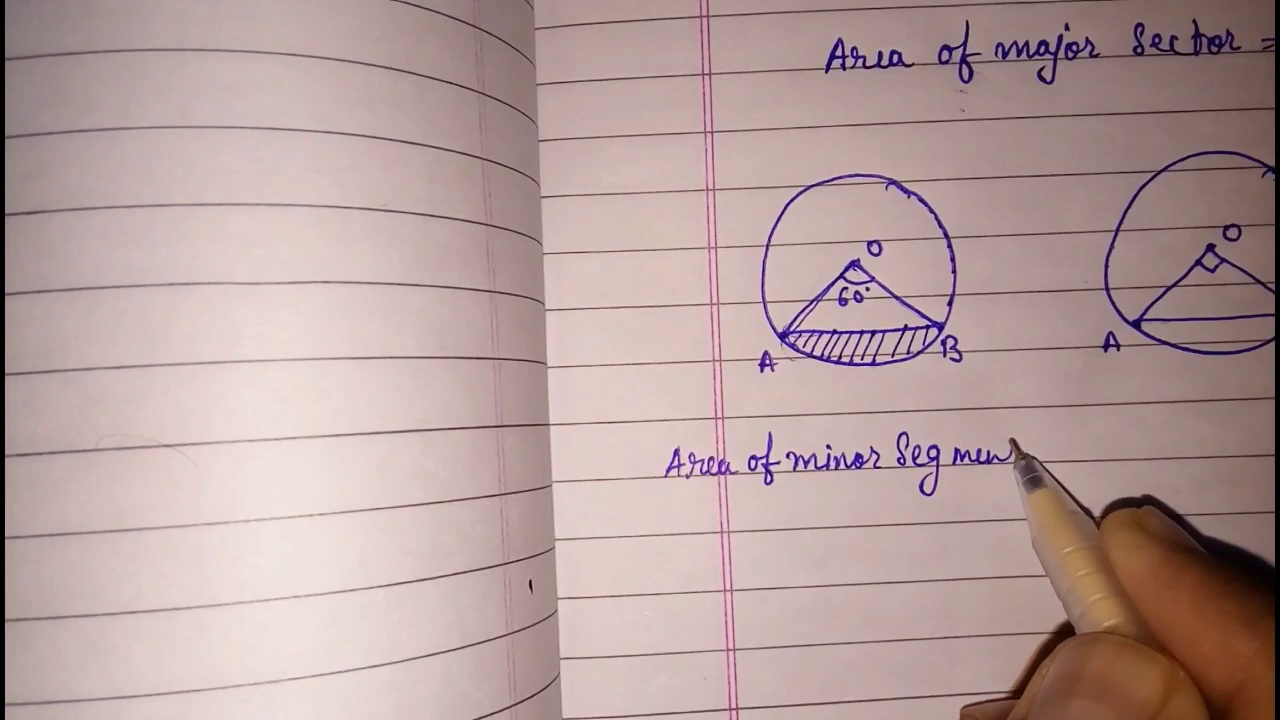 Area of major Sector =
O
60°
A
B
O
A
Area of minor Segmen